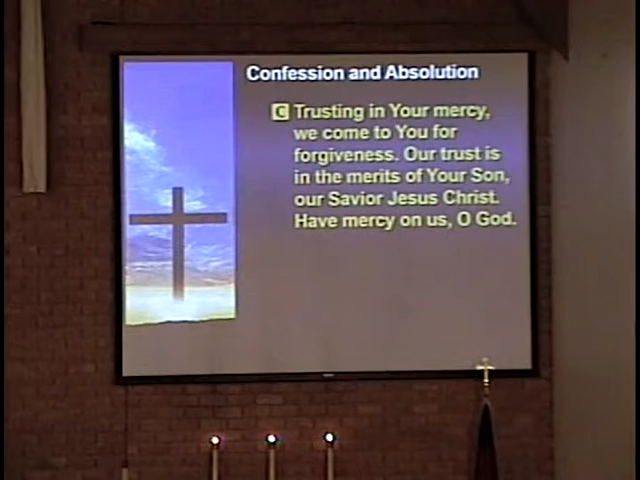 Confession and Absolution
C Trusting in Your mercy,
we come to You for
forgiveness. Our trust is
in the merits of Your Son,
our Savior Jesus Christ.
Have mercy on us, O God.